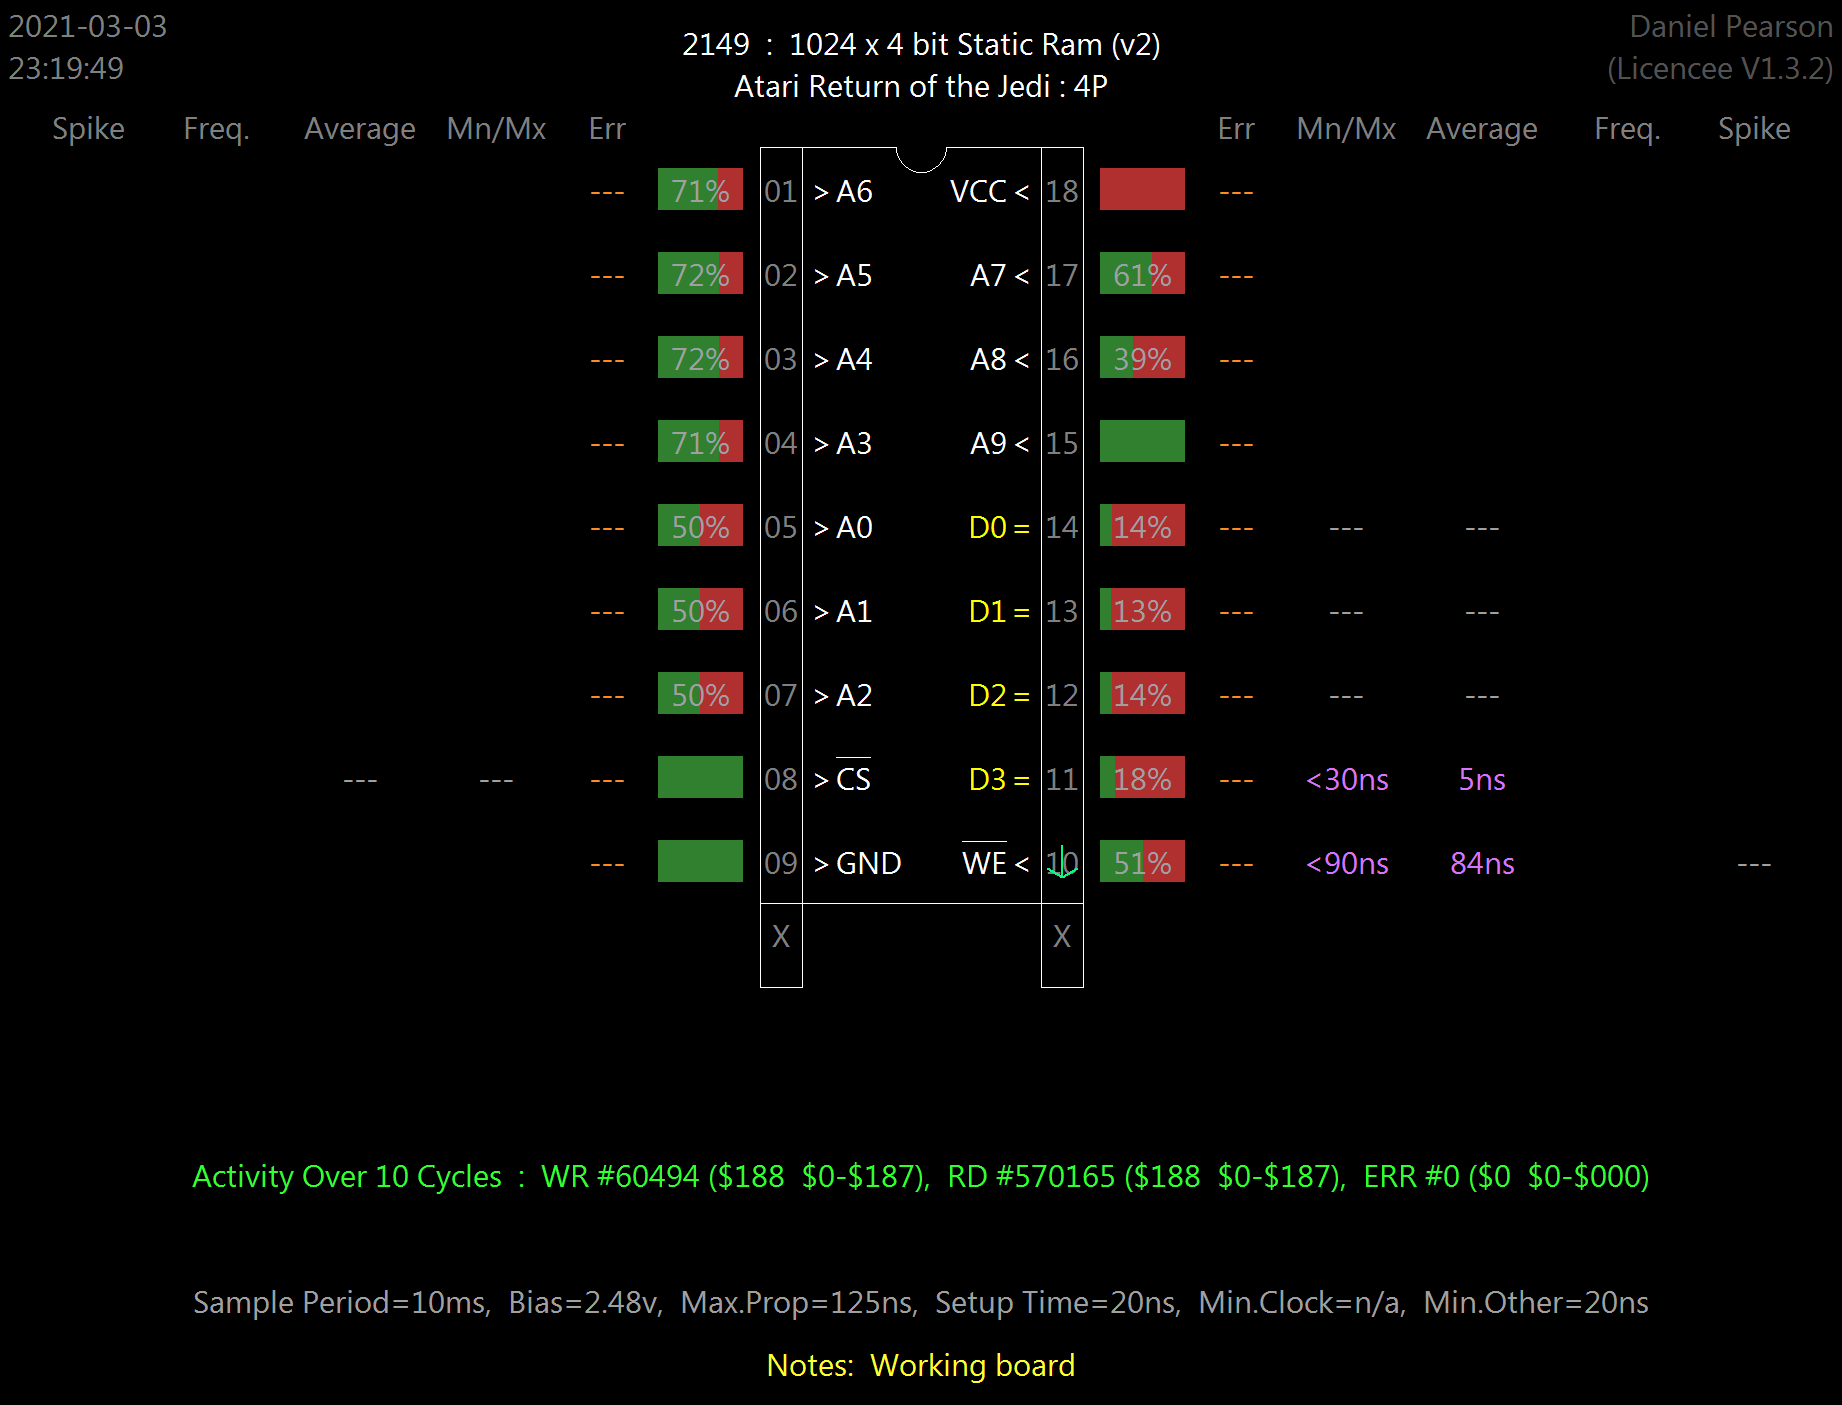 2021-03-03
23:19:49
2149 : 1024 x 4 bit Static Ram (v2)
Atari Return of the Jedi : 4P
Daniel Pearson
(Licencee V1.3.2)
Spike Freq. Average Mn/Mx Err Err Mn/Mx Average Freq. Spike
--- 71% 01 > A6 VCC < 18 ---
--- 72% 02 > A5 A7 < 17 61% ---
--- 72% 03 > A4 A8 < 16 39% ---
--- 71% 04 > A3 A9 < 15 ---
--- 50% 05 > A0 D0 = 14 14% --- --- ---
--- 50% 06 > A1 D1 = 13 13% --- --- ---
--- 50% 07 > A2 D2 = 12 14% --- --- ---
--- --- --- 08 > CS D3 = 11 18% --- <30ns 5ns
--- 09 > GND WE < 10 51% --- <90ns 84ns ---
X X
Activity Over 10 Cycles : WR #60494 ($188 $0-$187), RD #570165 ($188 $0-$187), ERR #0 ($0 $0-$000)
Sample Period=10ms, Bias=2.48v, Max.Prop=125ns, Setup Time=20ns, Min.Clock=n/a, Min.Other=20ns
Notes: Working board